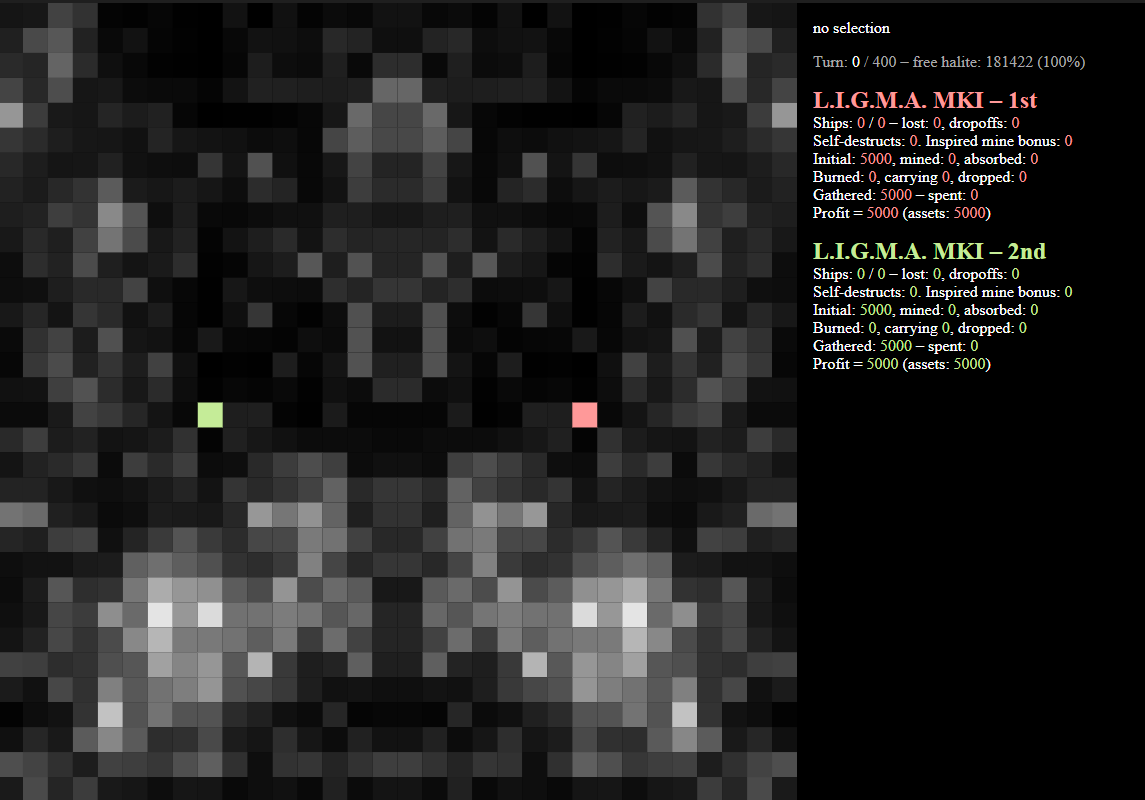 no selection
Turn: 0 / 400 – free halite: 181422 (100%)
L.I.G.M.A. MKI – 1st
Ships: 0 / 0 – lost: 0, dropoffs: 0
Self-destructs: 0. Inspired mine bonus: 0
Initial: 5000, mined: 0, absorbed: 0
Burned: 0, carrying 0, dropped: 0
Gathered: 5000 – spent: 0
Profit = 5000 (assets: 5000)
L.I.G.M.A. MKI – 2nd
Ships: 0 / 0 – lost: 0, dropoffs: 0
Self-destructs: 0. Inspired mine bonus: 0
Initial: 5000, mined: 0, absorbed: 0
Burned: 0, carrying 0, dropped: 0
Gathered: 5000 – spent: 0
Profit = 5000 (assets: 5000)